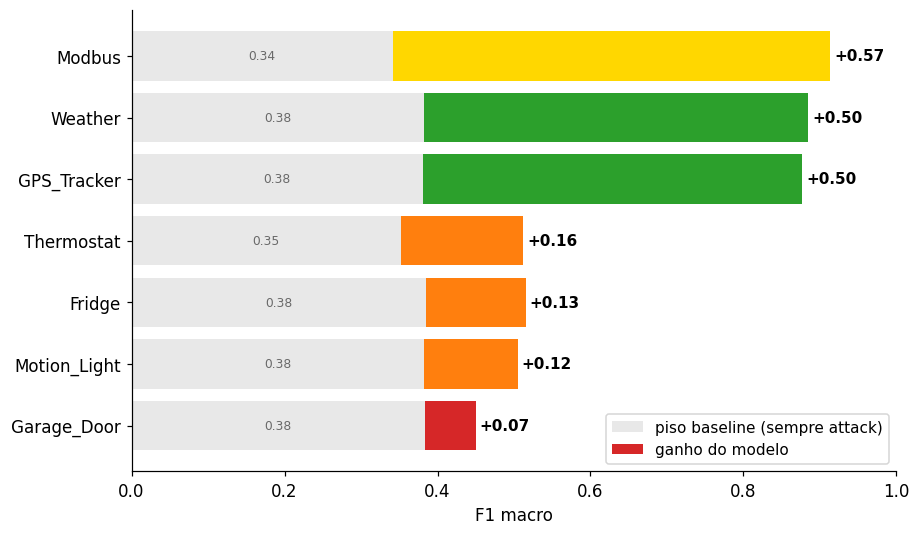 Modbus 0.34 +0.57
Weather 0.38 +0.50
GPS_Tracker 0.38 +0.50
Thermostat 0.35 +0.16
Fridge 0.38 +0.13
Motion_Light 0.38 +0.12
Garage_Door 0.38 +0.07
piso baseline (sempre attack)
ganho do modelo
0.0 0.2 0.4 0.6 0.8 1.0
F1 macro